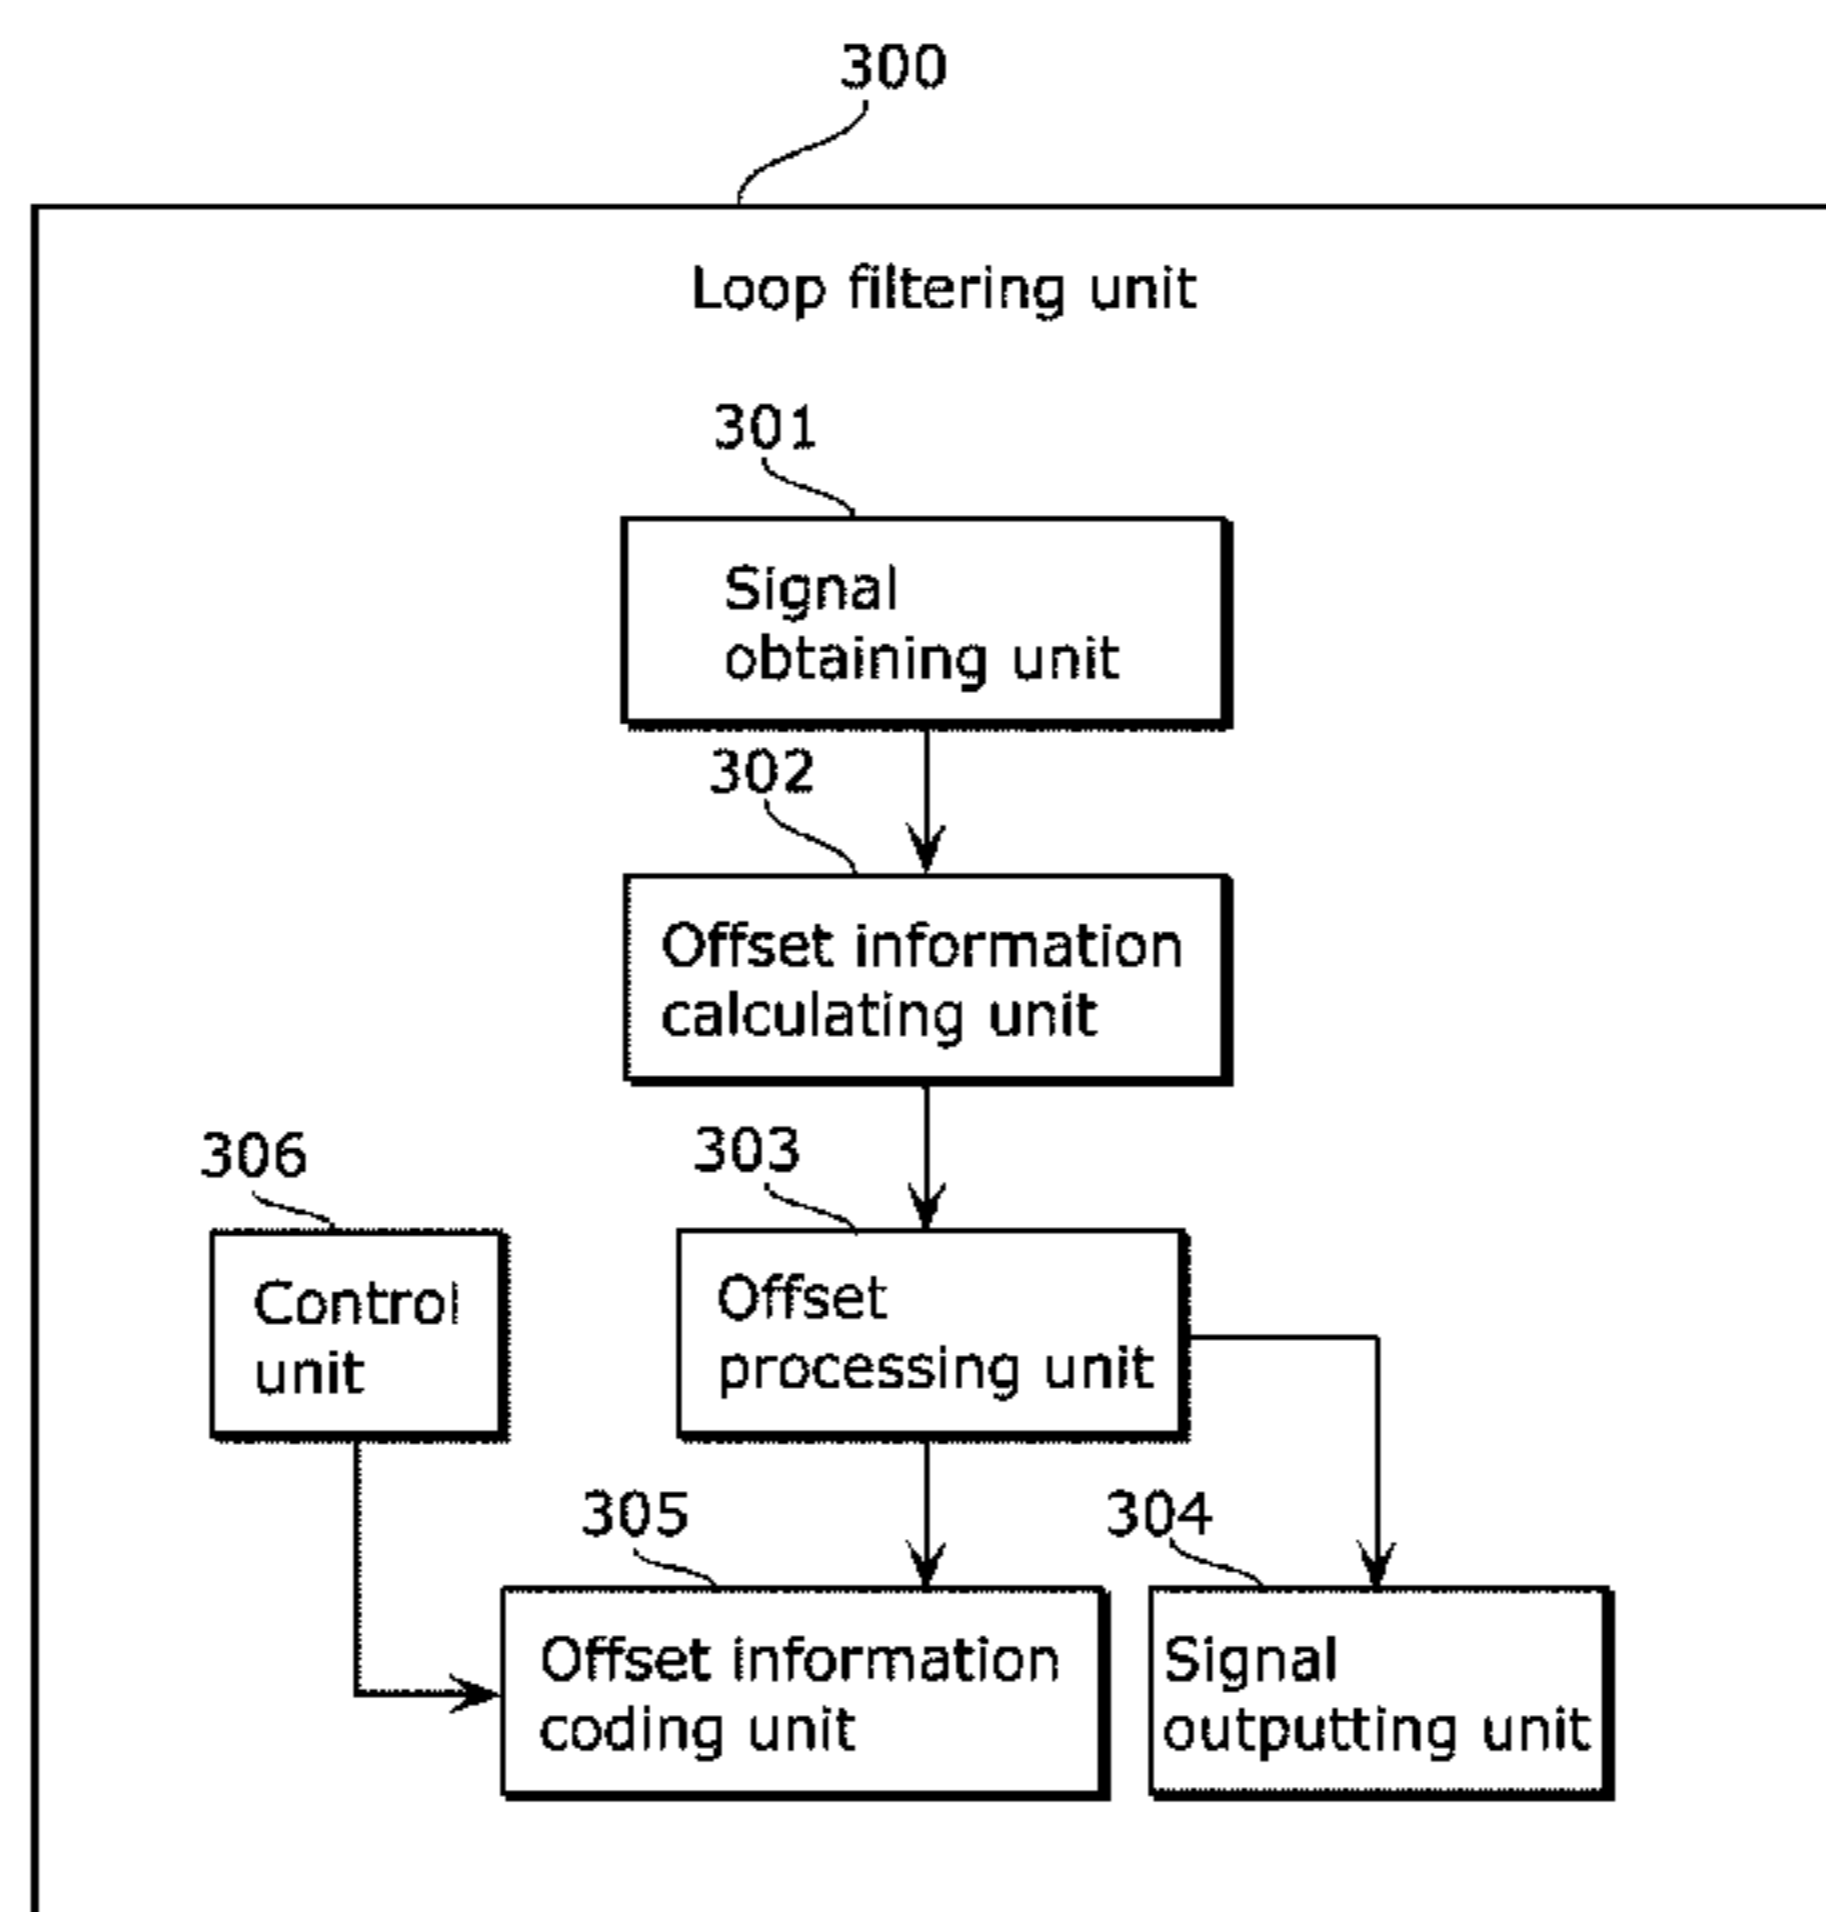 300
Loop filtering unit
301
Signal
obtaining unit
302
Offset information
calculating unit
306
303
Control
unit
Offset
processing unit
305
304
Offset information
coding unit
Signal
outputting unit